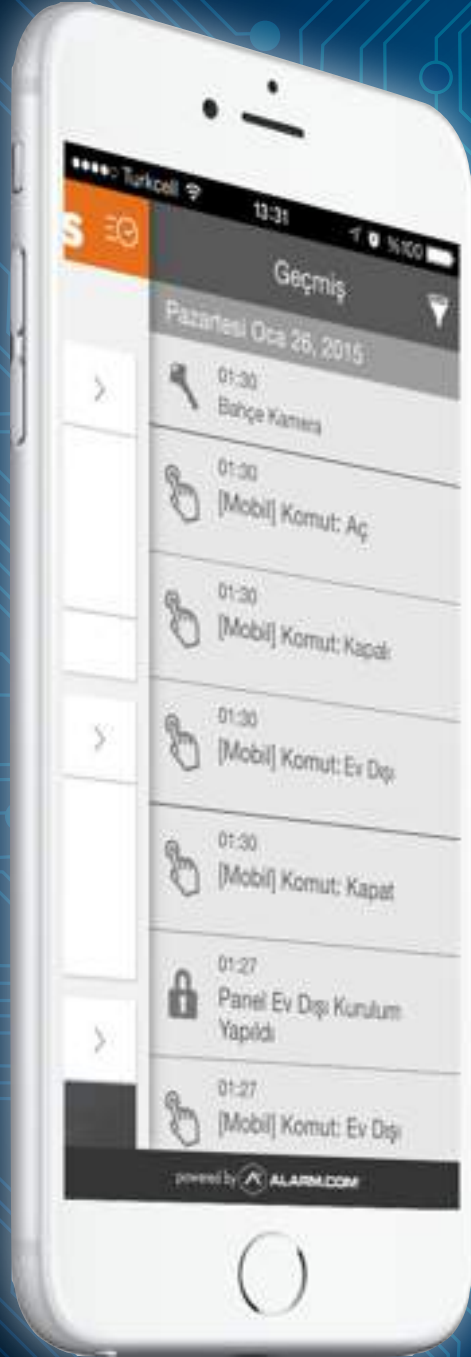 Turkcell 13:31 %100
S
Geçmiş
Pazartesi Oca 26, 2015
01:30
Bahçe Kamera
01:30
[Mobil] Komut: Aç
01:30
[Mobil] Komut: Kapalı
01:30
[Mobil] Komut: Ev Dışı
01:30
[Mobil] Komut: Kapat
01:27
Panel Ev Dışı Kurulum
Yapıldı
01:27
[Mobil] Komut: Ev Dışı
powered by ALARM.COM